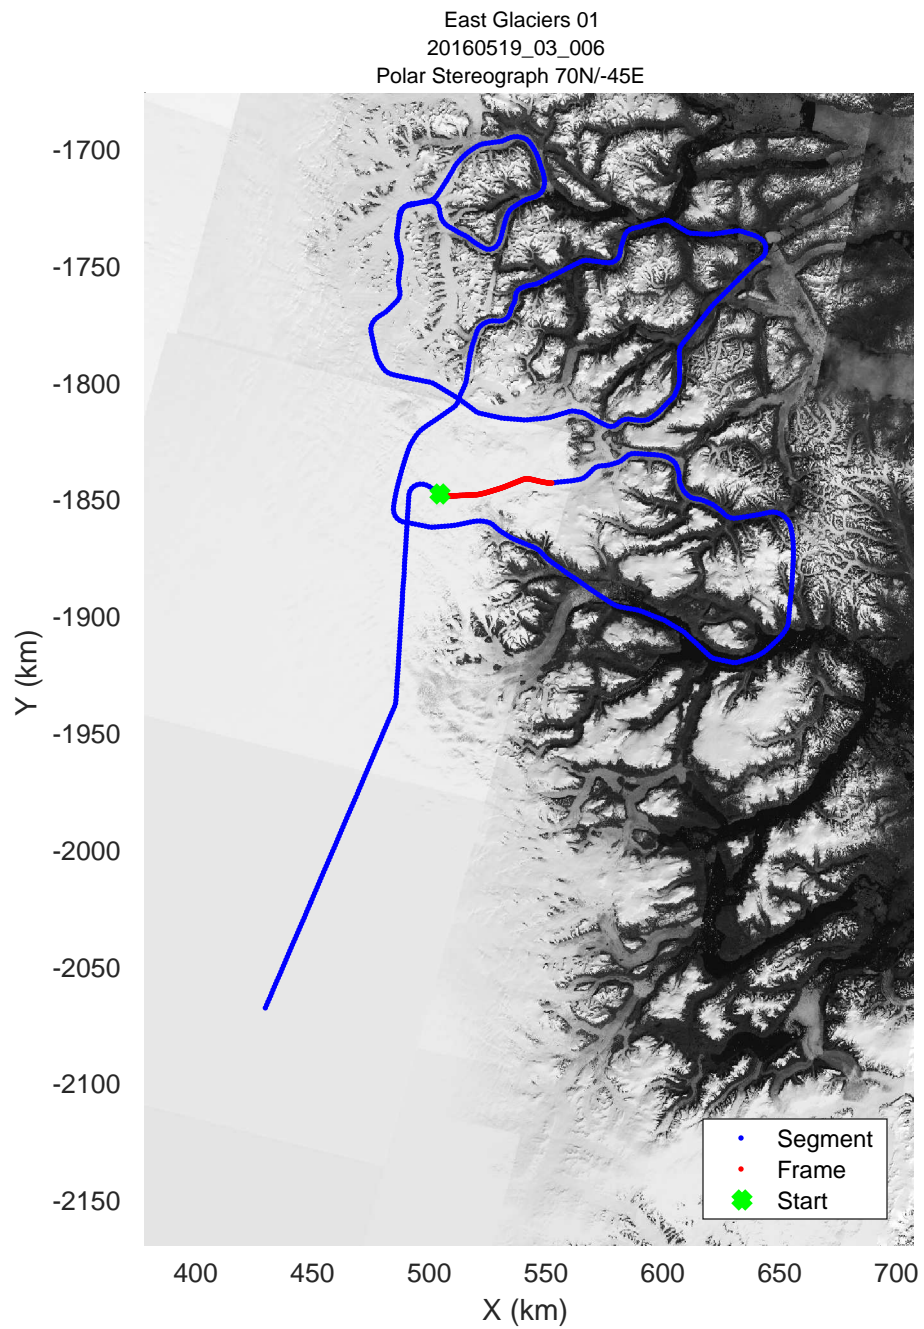 East Glaciers 01
20160519_03_006
Polar Stereograph 70N/-45E
-1700
-1750
-1800
-1850
-1900
-1950
-2000
-2050
-2100
-2150
Y (km)
Segment
Frame
Start
400 450 500 550 600 650 700
X (km)